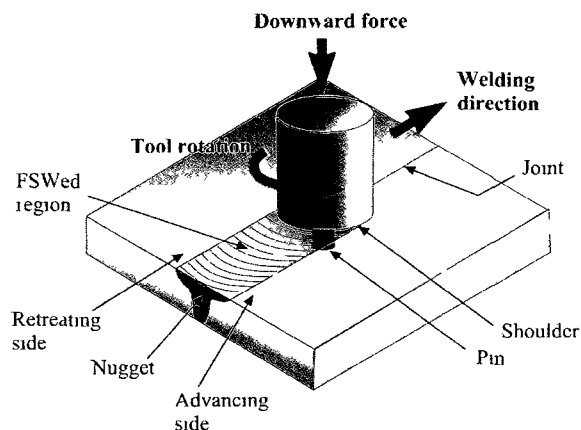 Downward force
Welding
direction
Tool rotation
Joint
FSWed
region
Retreating
side
Nugget
Advancing
side
Shoulder
Pin